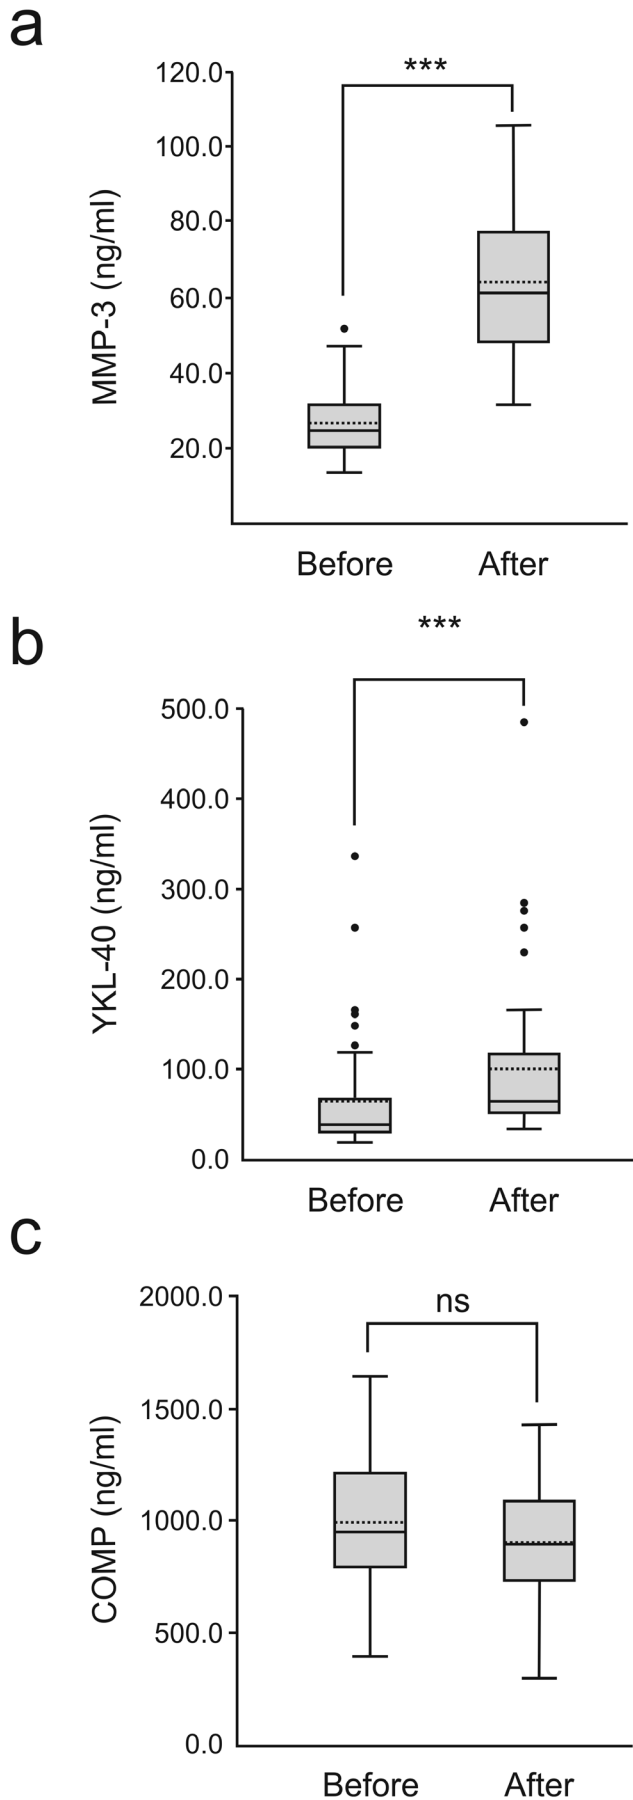 a
***
120.0
100.0
80.0
60.0
40.0
20.0
MMP-3 (ng/ml)
Before After
b
***
500.0
400.0
300.0
200.0
100.0
0.0
YKL-40 (ng/ml)
Before After
c
ns
2000.0
1500.0
1000.0
500.0
0.0
COMP (ng/ml)
Before After